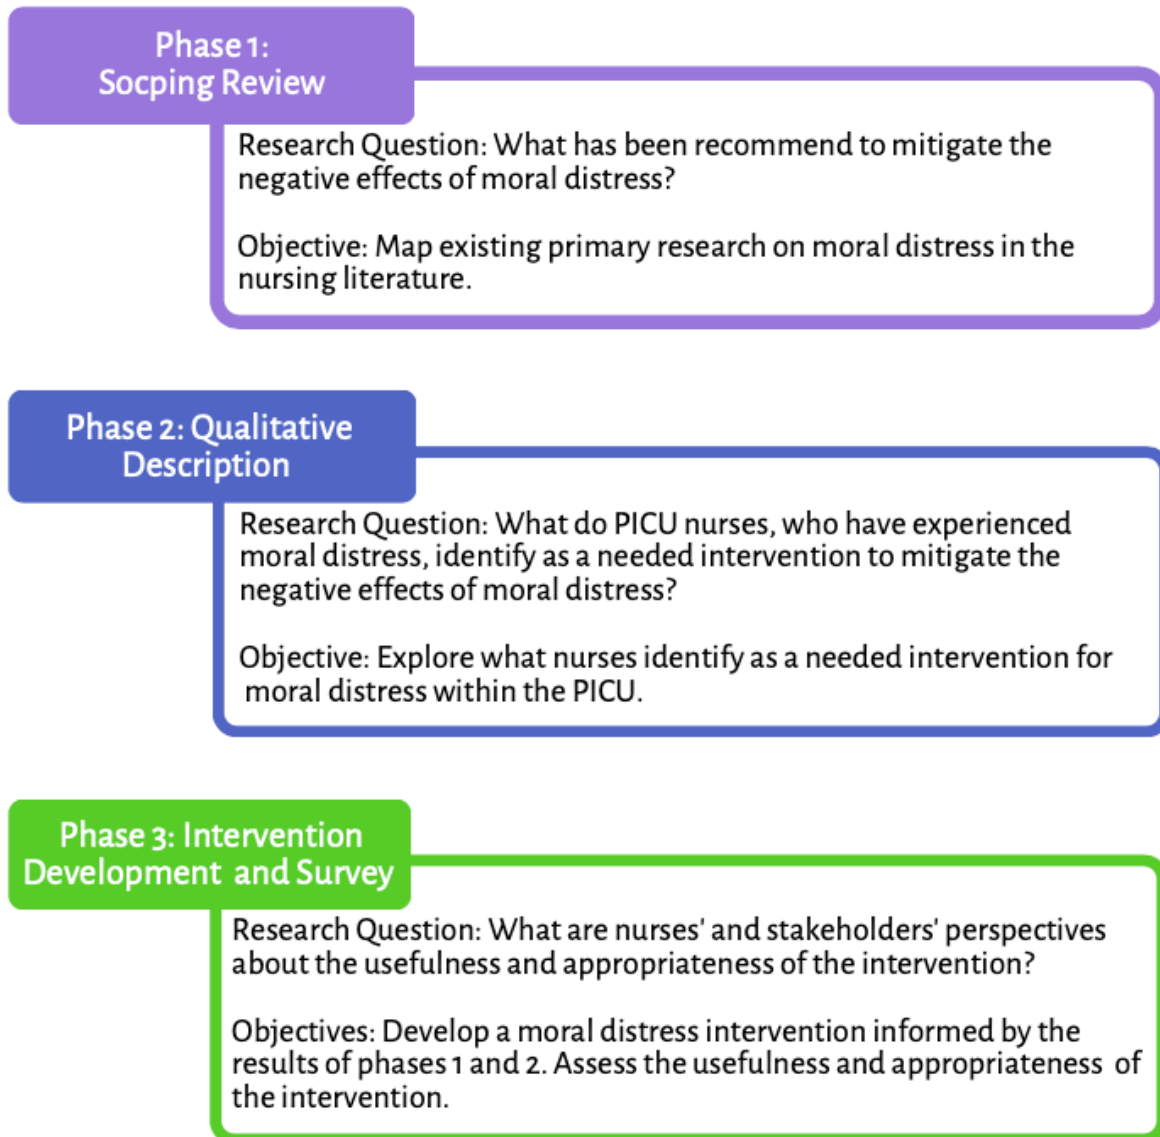 Phase 1:
Socping Review
Research Question: What has been recommend to mitigate the
negative effects of moral distress?
Objective: Map existing primary research on moral distress in the
nursing literature.
Phase 2: Qualitative
Description
Research Question: What do PICU nurses, who have experienced
moral distress, identify as a needed intervention to mitigate the
negative effects of moral distress?
Objective: Explore what nurses identify as a needed intervention for
moral distress within the PICU.
Phase 3: Intervention
Development and Survey
Research Question: What are nurses' and stakeholders' perspectives
about the usefulness and appropriateness of the intervention?
Objectives: Develop a moral distress intervention informed by the
results of phases 1 and 2. Assess the usefulness and appropriateness of
the intervention.